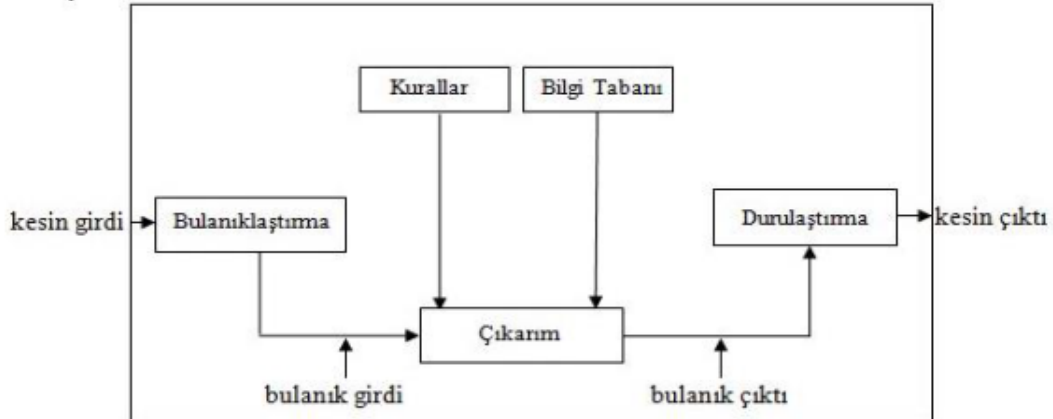 Kurallar
Bilgi Tabanı
kesin girdi
Bulanıklaştırma
Durulaştırma
kesin çıktı
Çıkarım
bulanık girdi
bulanık çıktı